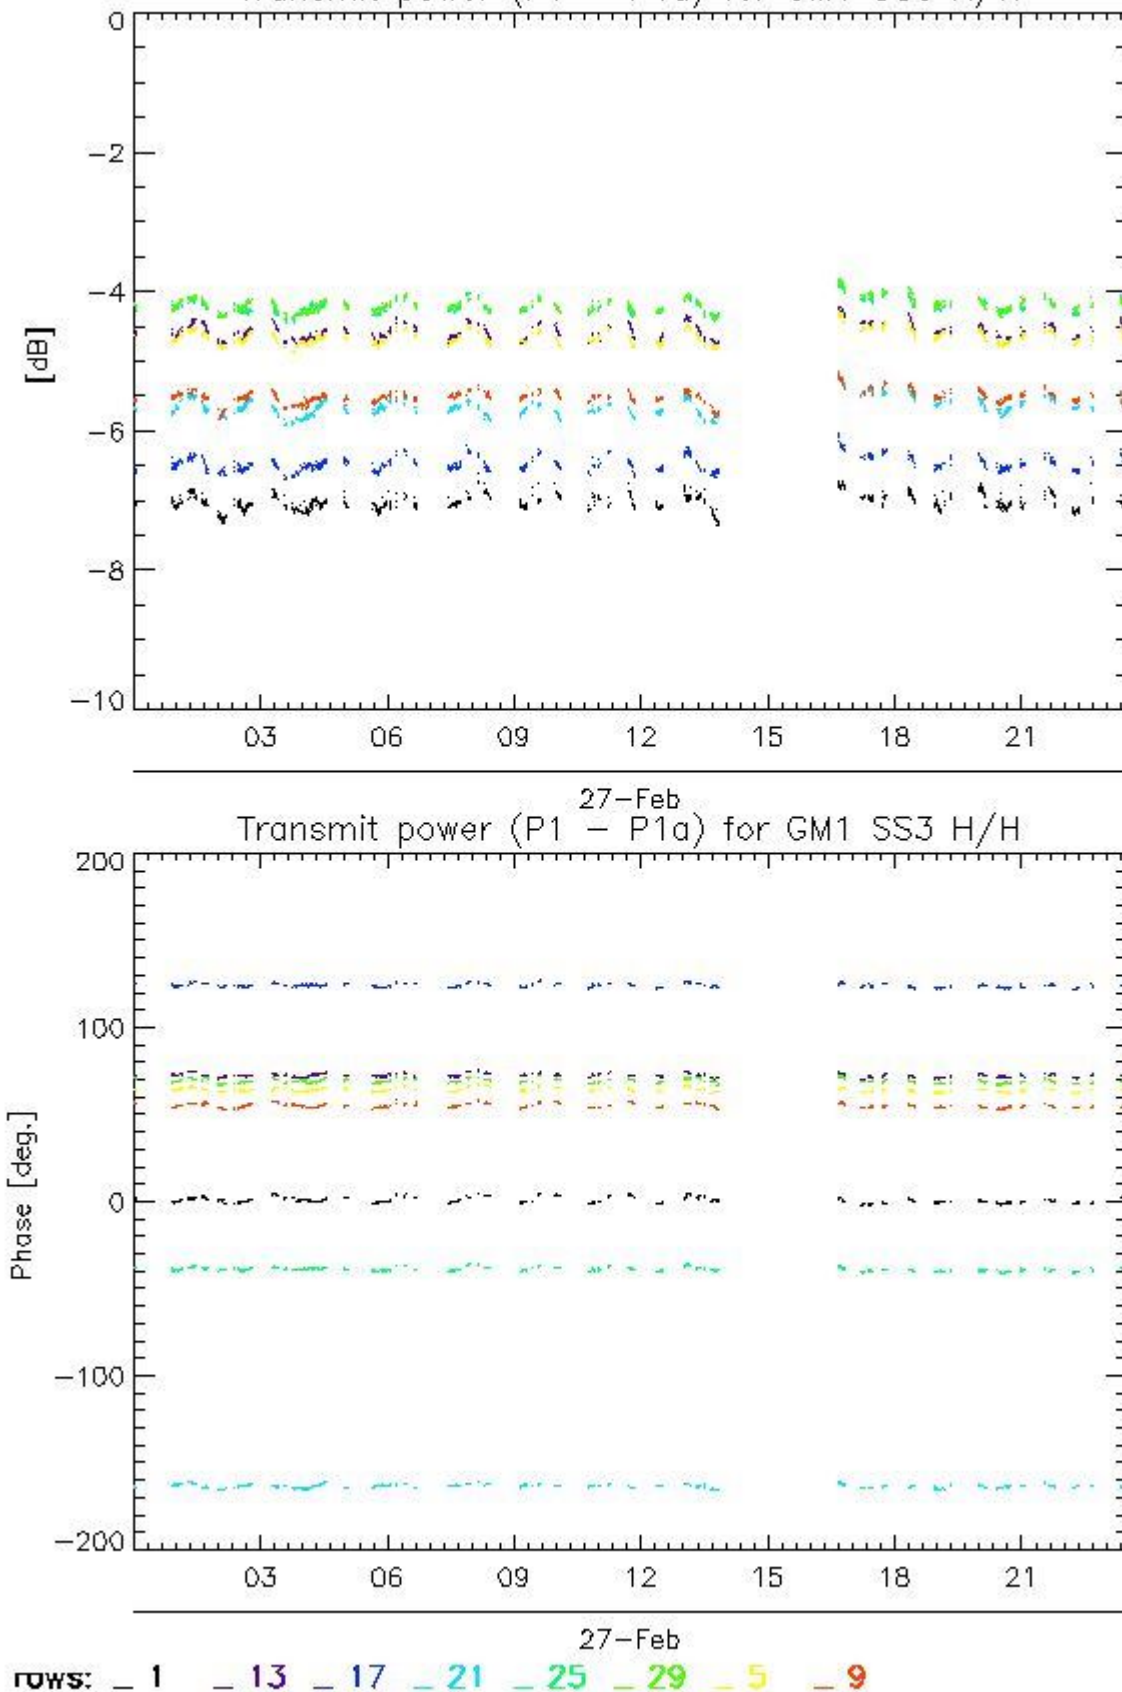 0
-2
-4
[dB]
-6
-8
-10
03 06 09 12 15 18 21
27-Feb
Transmit power (P1 - P1a) for GM1 SS3 H/H
200
100
0
Phase [deg.]
-100
-200
03 06 09 12 15 18 21
27-Feb
rows: _ 1 _ 13 _ 17 _ 21 _ 25 _ 29 _ 5 _ 9